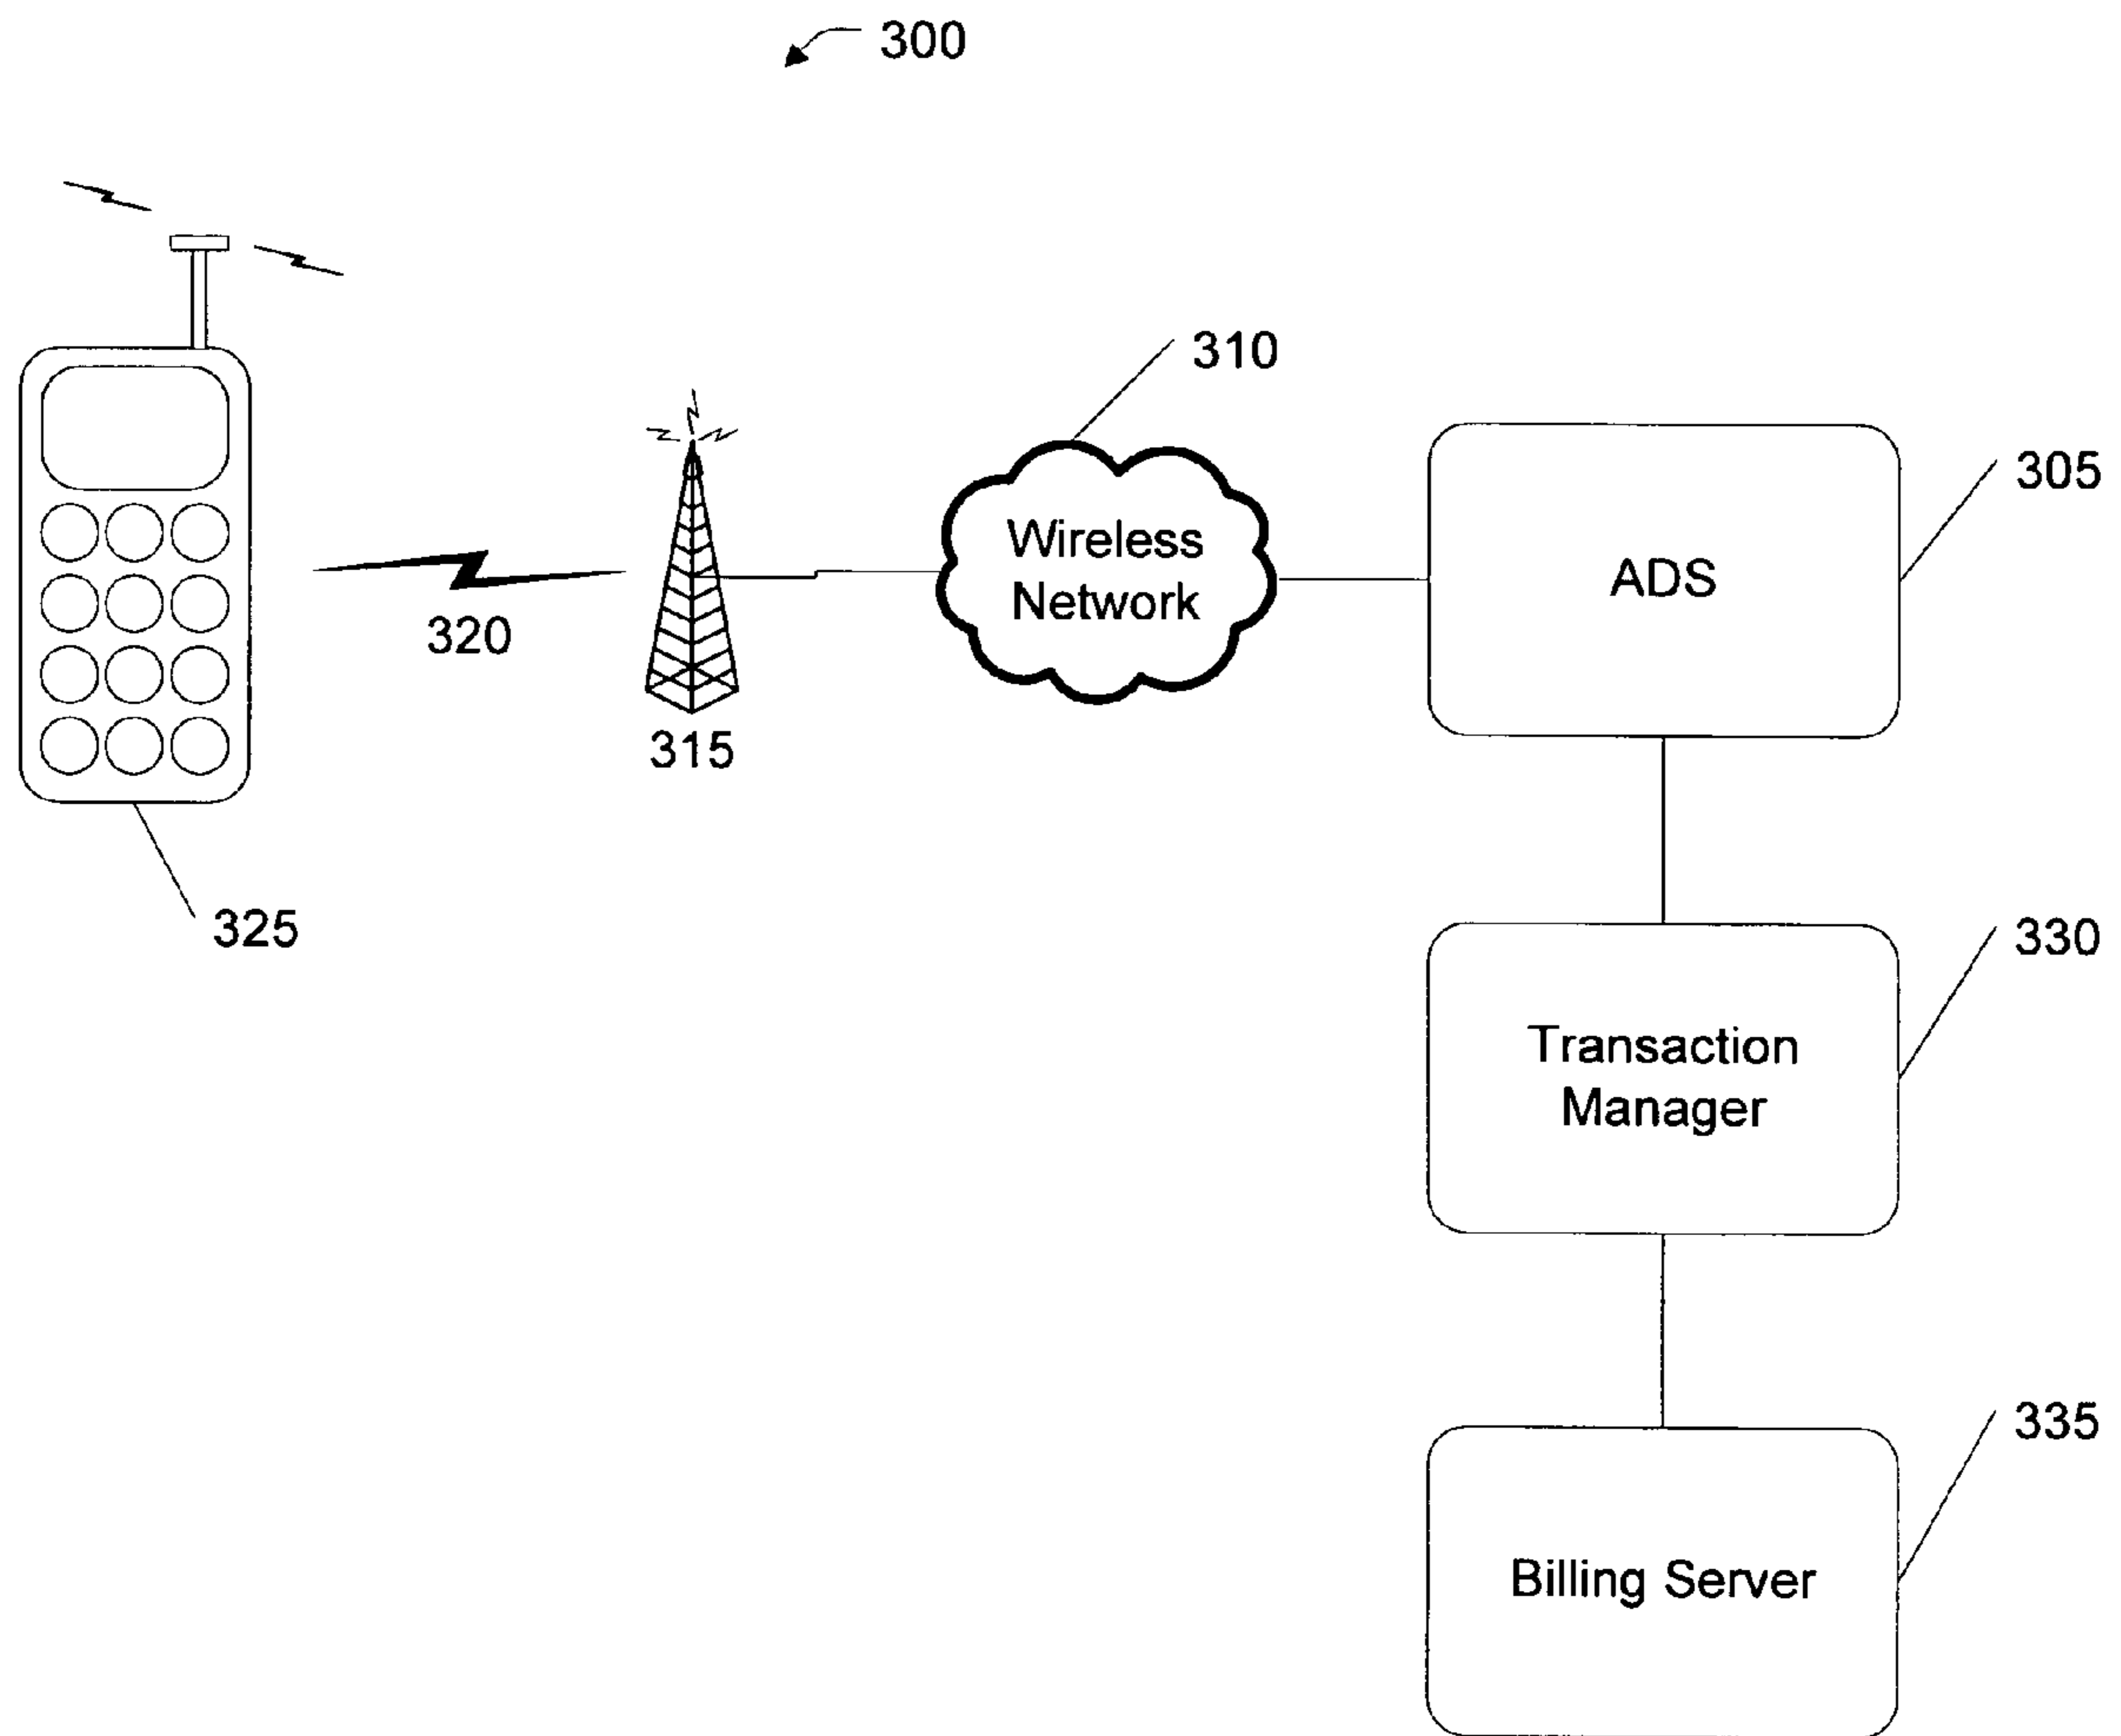 300
310
Wireless
Network
ADS
305
320
315
325
330
Transaction
Manager
335
Billing Server